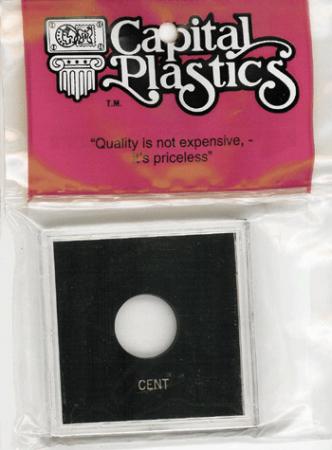 Capital
Plastics
T.M.
"Quality is not expensive, -
it's priceless"
CENT